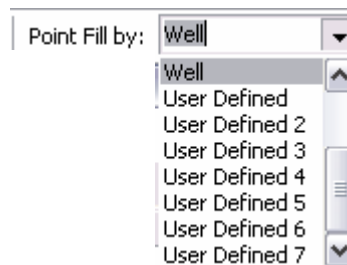 Point Fill by: Well
Well
User Defined
User Defined 2
User Defined 3
User Defined 4
User Defined 5
User Defined 6
User Defined 7